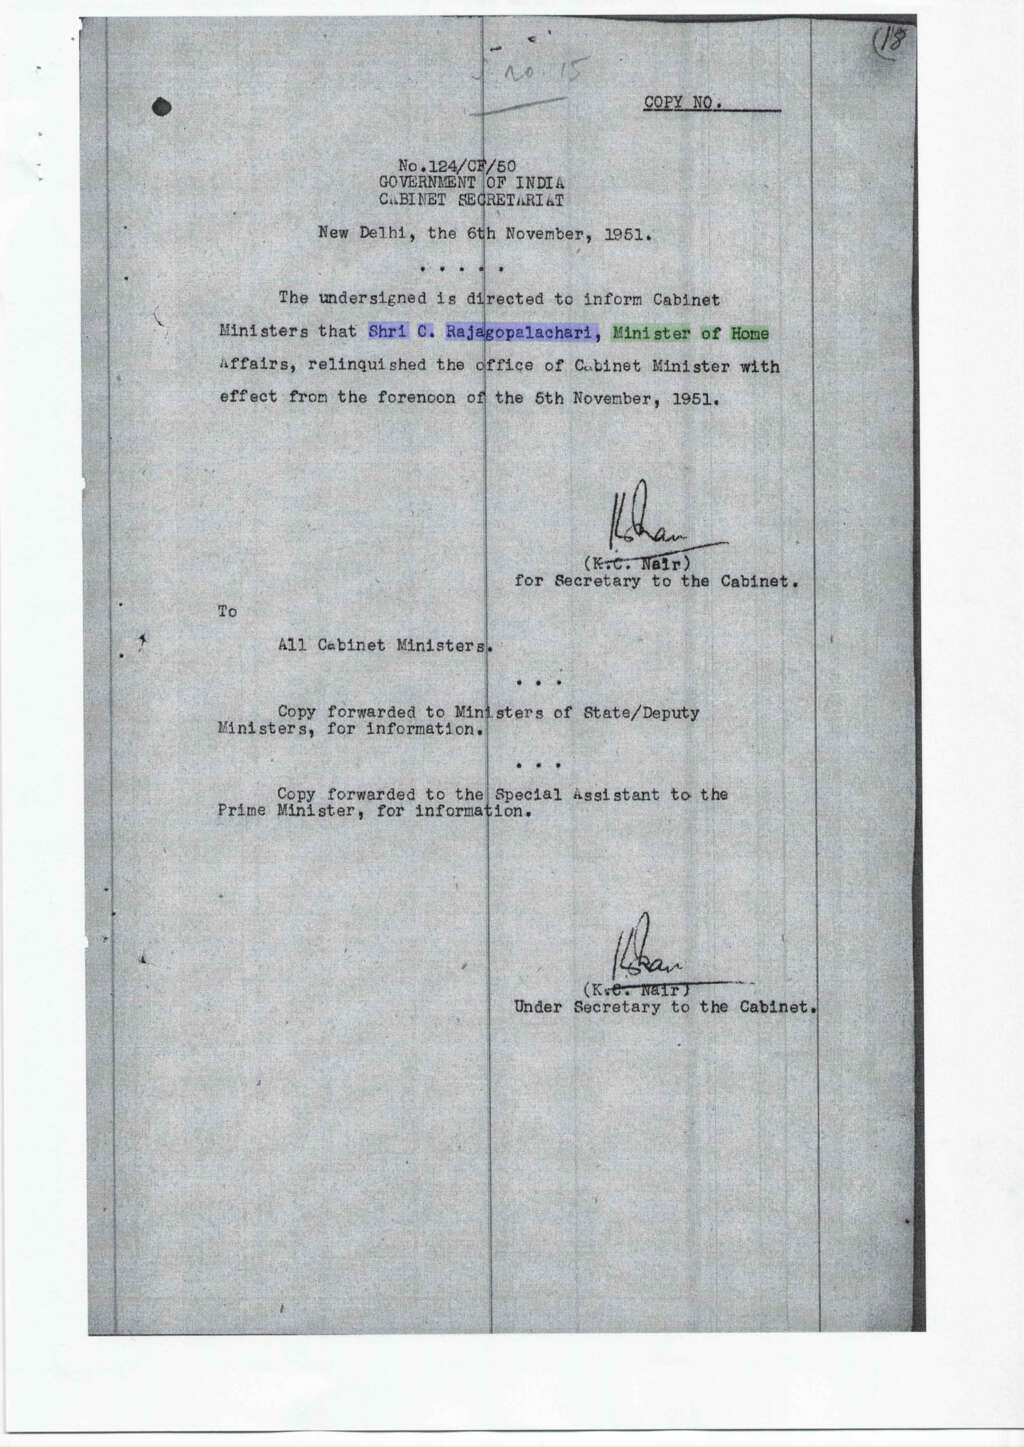 (18
S no. 15
COPY NO.
No.124/CF/50
GOVERNMENT OF INDIA
CABINET SECRETARIAT
New Delhi, the 6th November, 1951.
.....
The undersigned is directed to inform Cabinet
Ministers that Shri C. Rajagopalachari, Minister of Home
Affairs, relinquished the office of Cabinet Minister with
effect from the forenoon of the 5th November, 1951.
(K.C. Nair)
for Secretary to the Cabinet.
To
All Cabinet Ministers.
...
Copy forwarded to Ministers of State/Deputy
Ministers, for information.
...
Copy forwarded to the Special Assistant to the
Prime Minister, for information.
(K.C. Nair)
Under Secretary to the Cabinet.